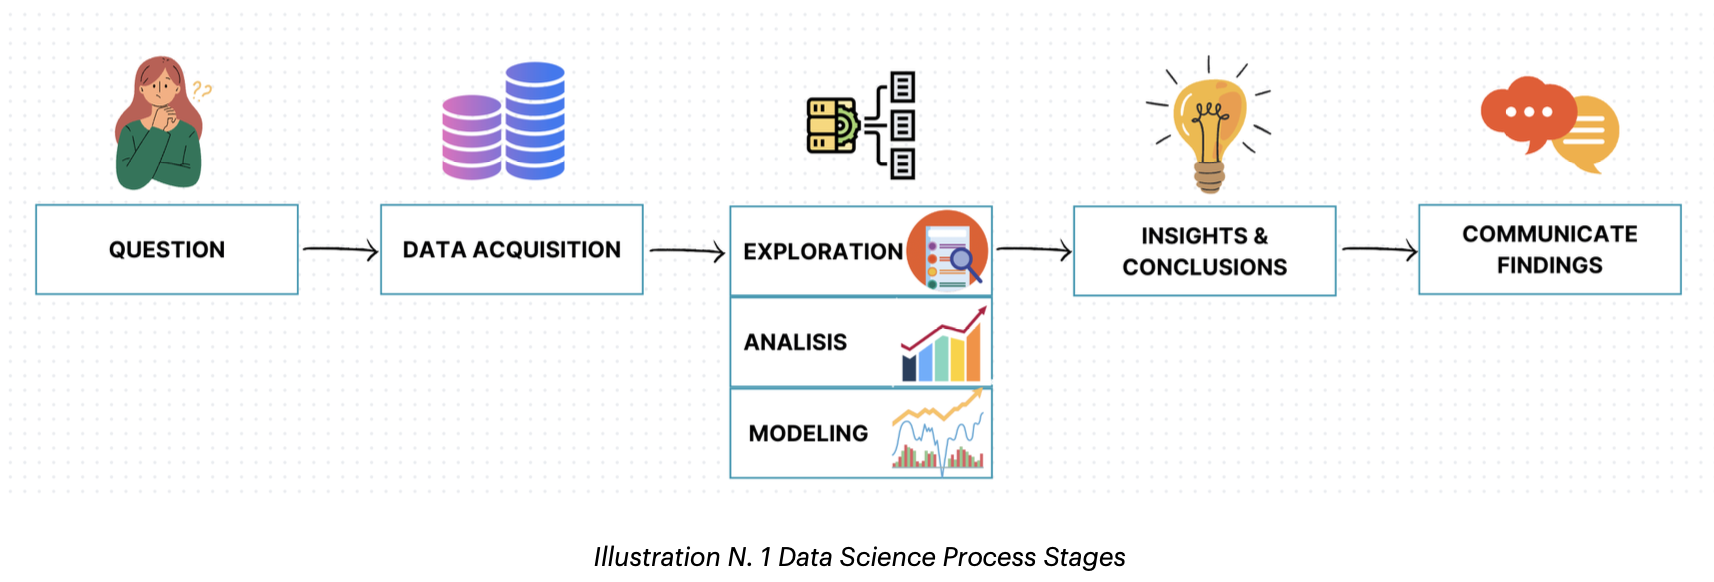 ??
QUESTION
DATA ACQUISITION
EXPLORATION
ANALISIS
MODELING
INSIGHTS &
CONCLUSIONS
COMMUNICATE
FINDINGS
Illustration N. 1 Data Science Process Stages